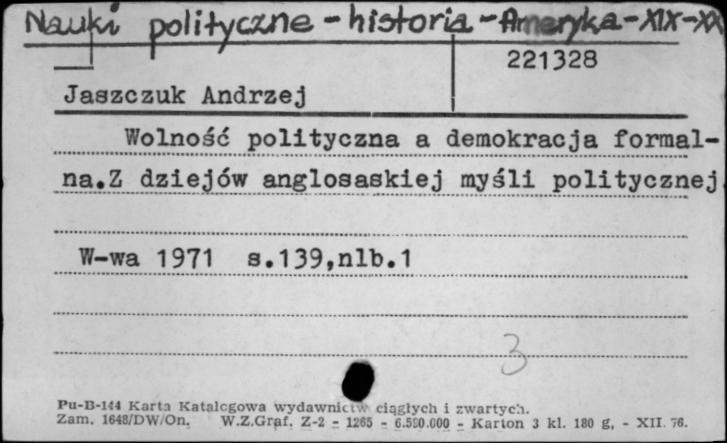 Nauki polityczne - historia - Ameryka - XIX - XX
221328
Jaszczuk Andrzej
Wolność polityczna a demokracja formal-
na.Z dziejów anglosaskiej myśli politycznej.
W-wa 1971 s.139,nlb.1
3
Pu-B-144 Karta Katalogowa wydawnictw ciągłych i zwartych.
Zam. 1648/DW/On. W.Z.Graf. Z-2 - 1265 - 6.500.000 - Karton 3 kl. 180 g, - XII. 76.